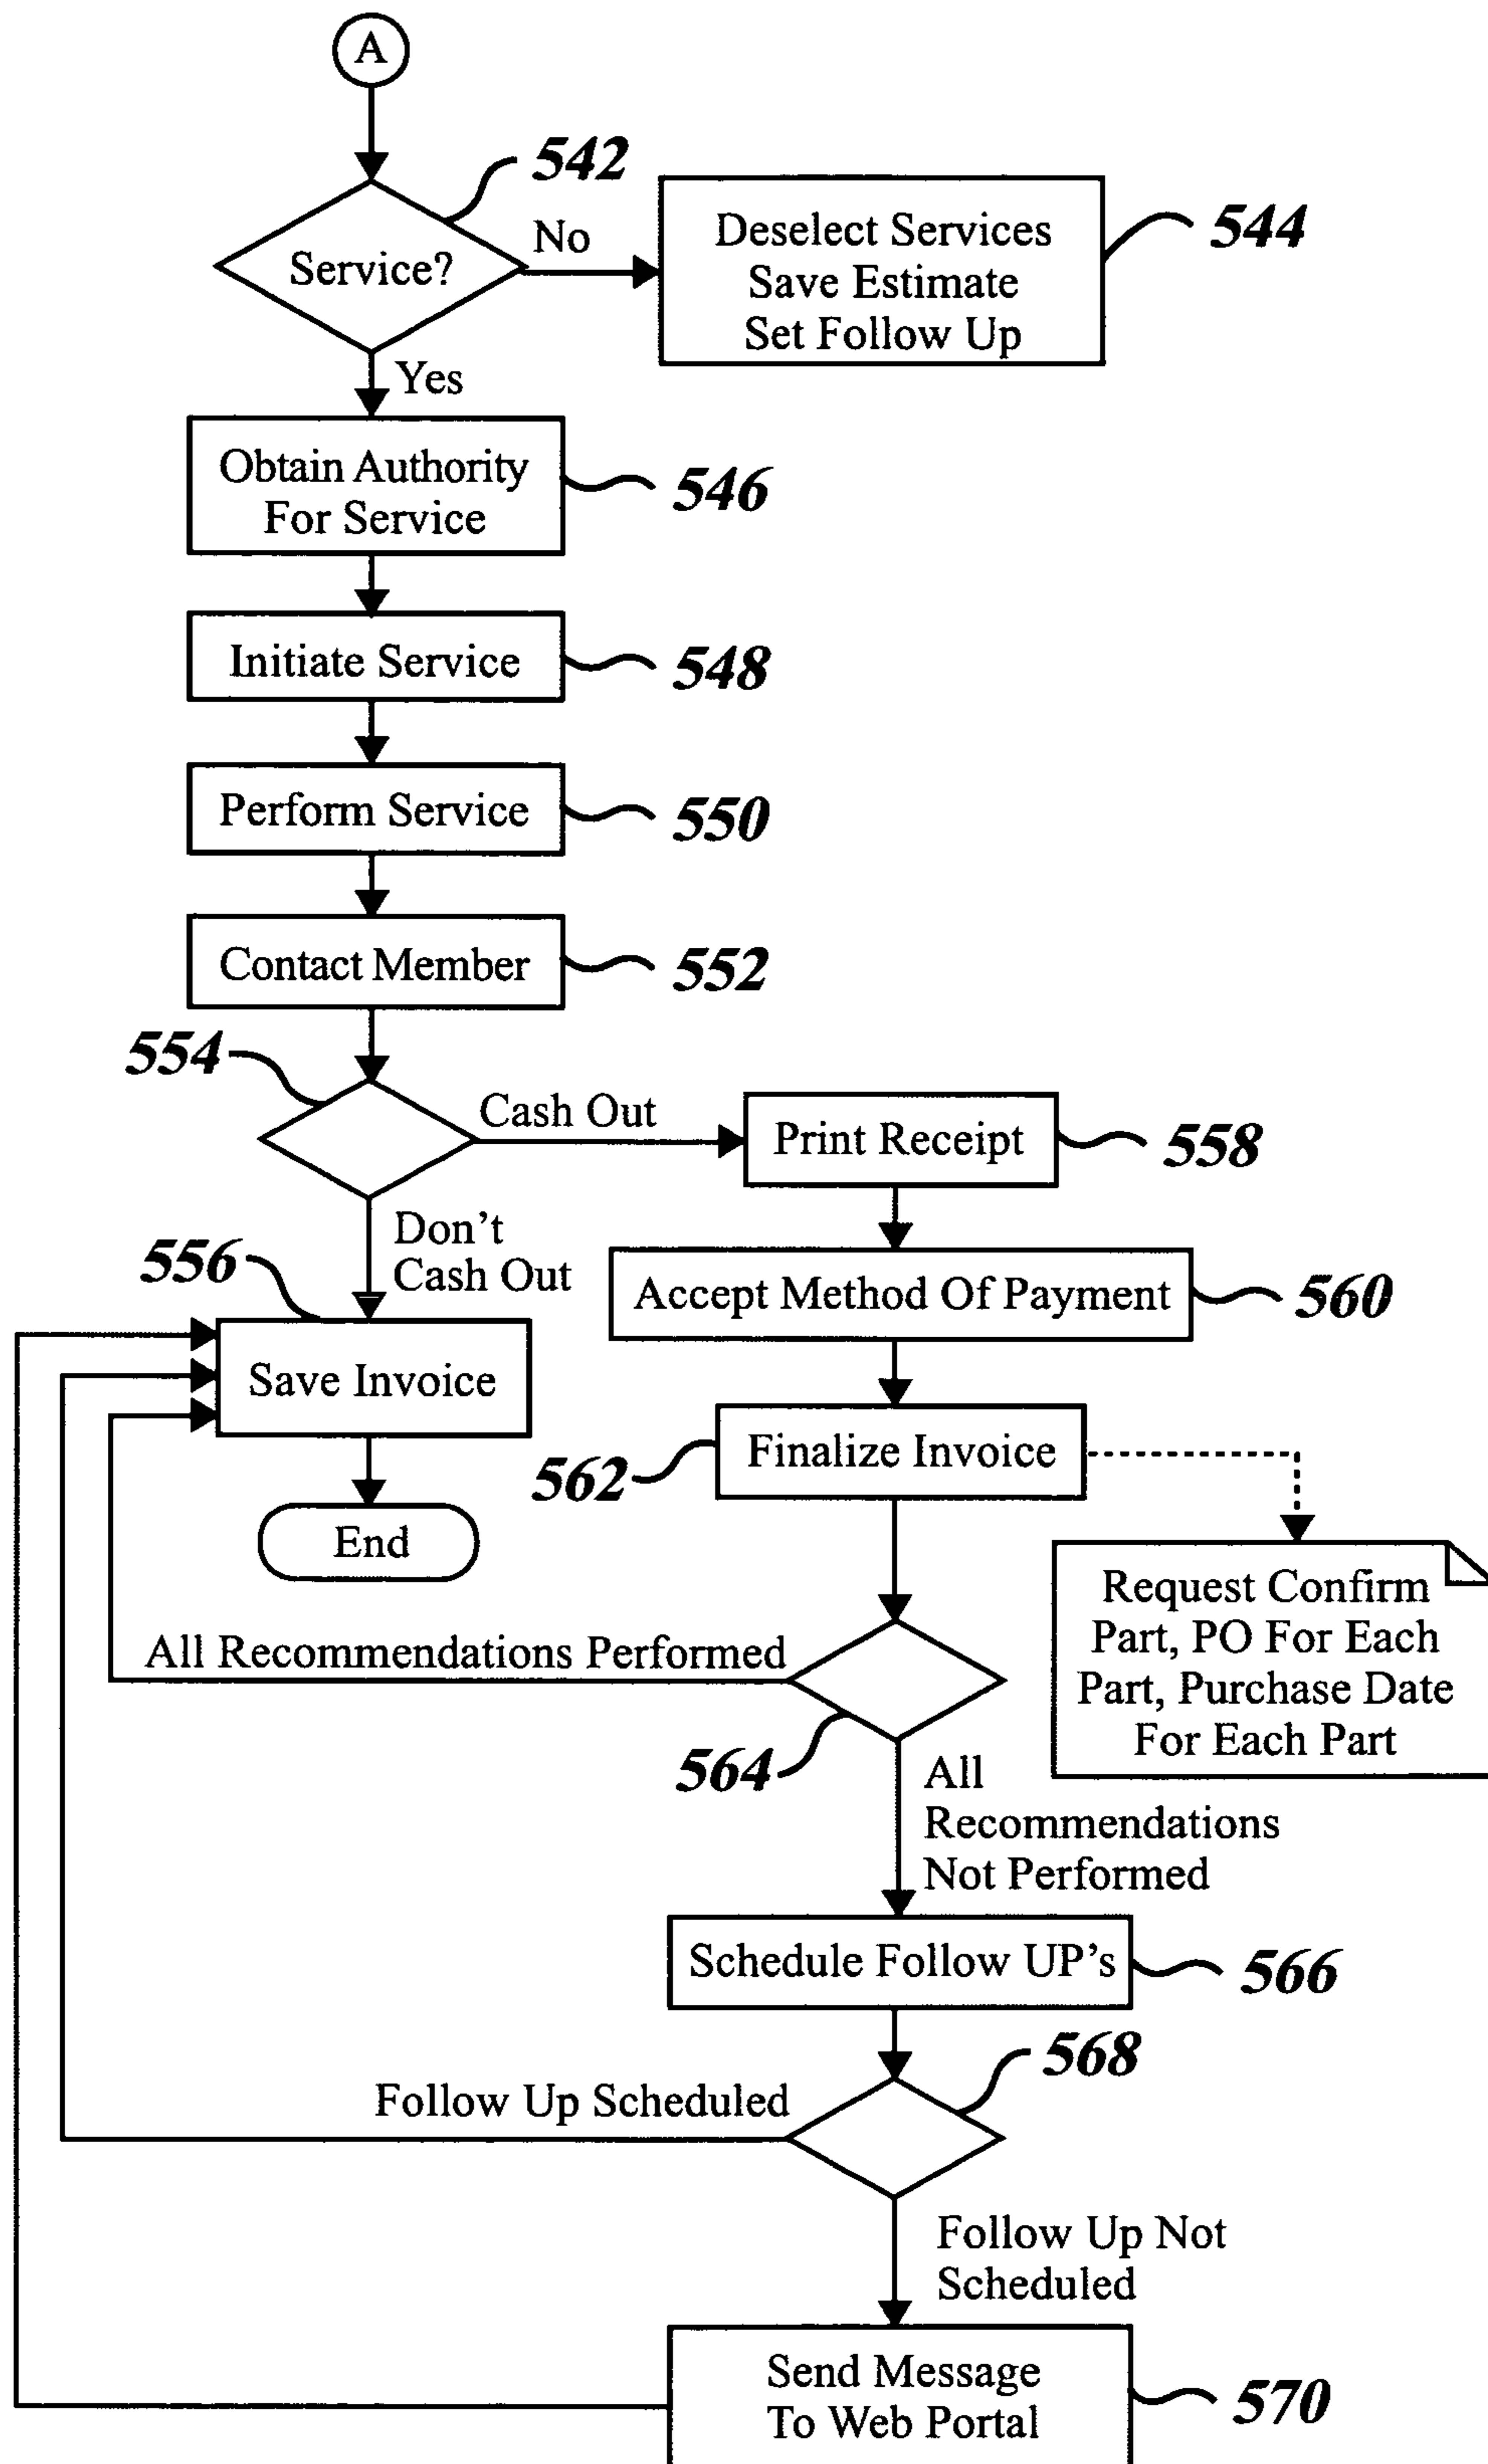 A
542
Service?
No
Deselect Services
Save Estimate
Set Follow Up
544
Yes
Obtain Authority
For Service
546
Initiate Service
548
Perform Service
550
Contact Member
552
554
Cash Out
Print Receipt
558
Don't
Cash Out
556
Accept Method Of Payment
560
Save Invoice
Finalize Invoice
562
End
Request Confirm
Part, PO For Each
Part, Purchase Date
For Each Part
All Recommendations Performed
564
All
Recommendations
Not Performed
Schedule Follow UP's
566
568
Follow Up Scheduled
Follow Up Not
Scheduled
Send Message
To Web Portal
570